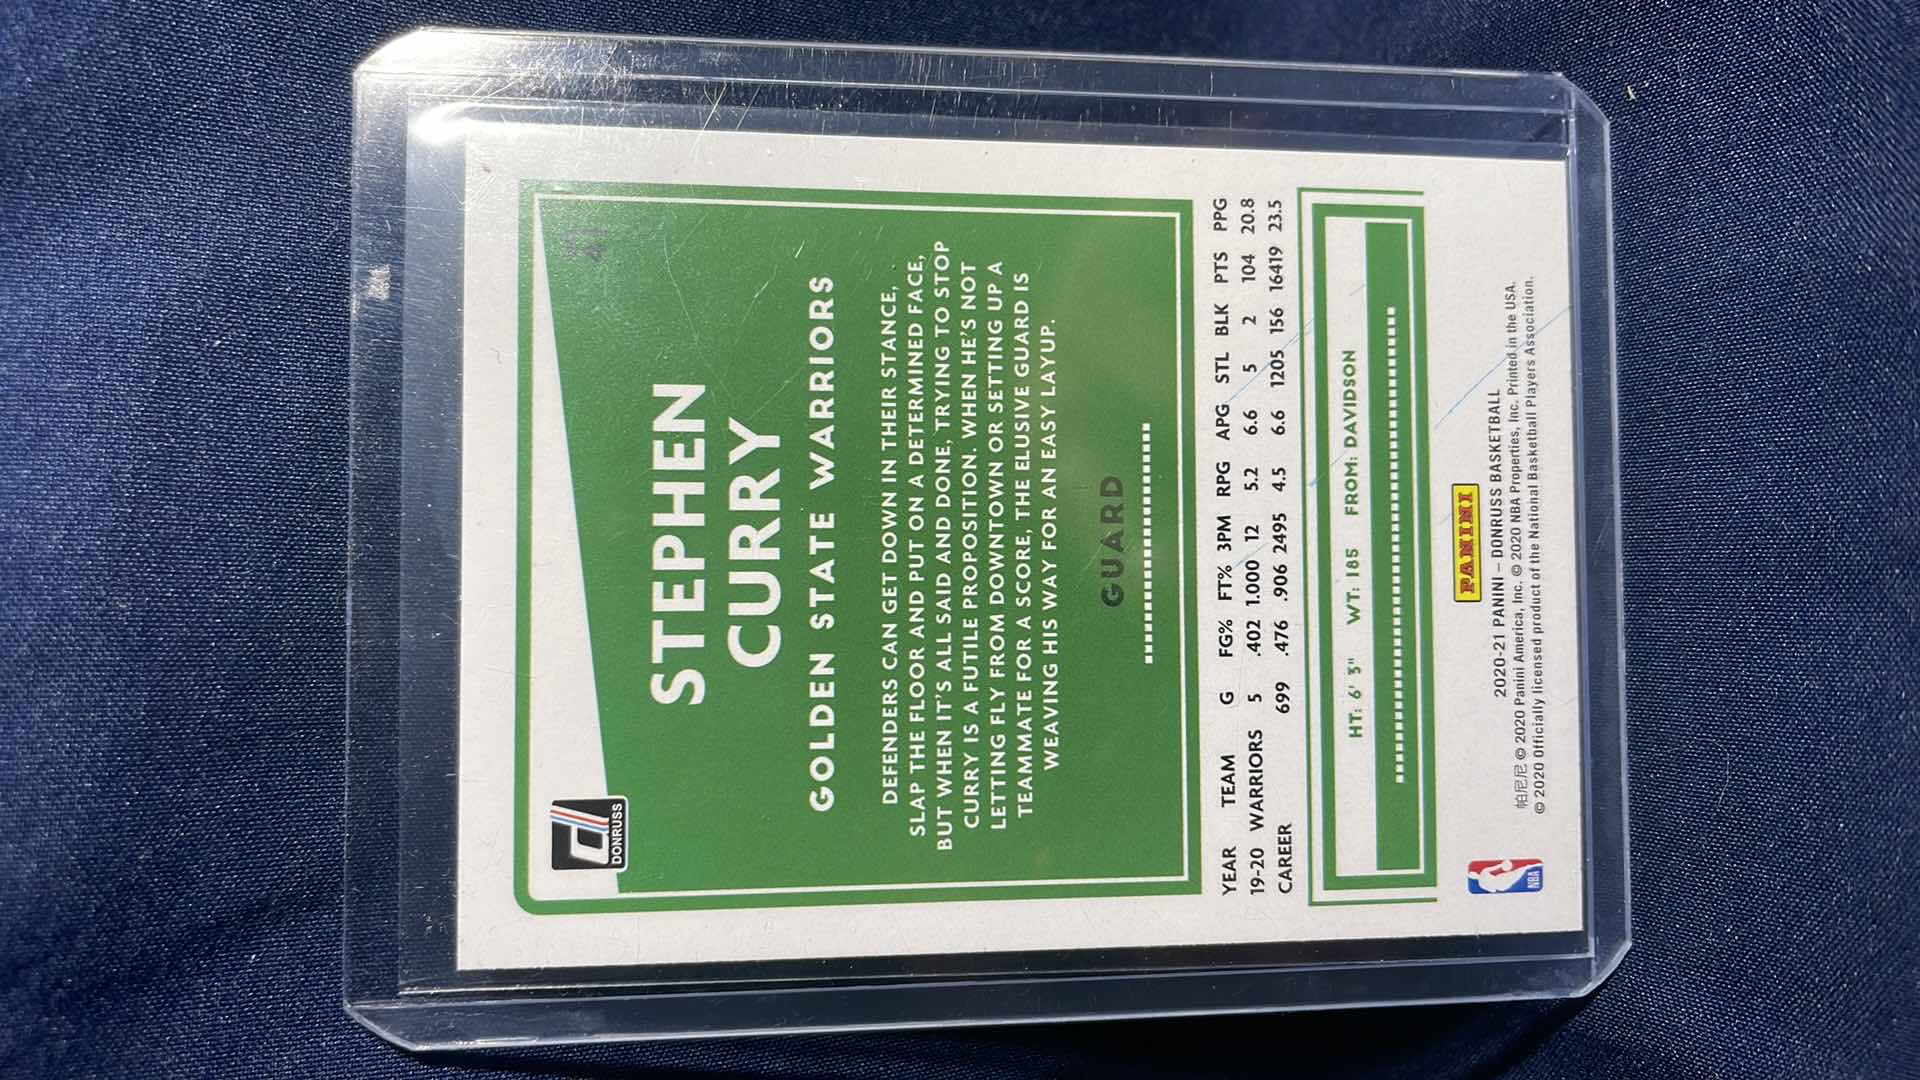 DONRUSS
41
STEPHEN
CURRY
GOLDEN STATE WARRIORS
DEFENDERS CAN GET DOWN IN THEIR STANCE,
SLAP THE FLOOR AND PUT ON A DETERMINED FACE,
BUT WHEN IT'S ALL SAID AND DONE, TRYING TO STOP
CURRY IS A FUTILE PROPOSITION. WHEN HE'S NOT
LETTING FLY FROM DOWNTOWN OR SETTING UP A
TEAMMATE FOR A SCORE, THE ELUSIVE GUARD IS
WEAVING HIS WAY FOR AN EASY LAYUP.
GUARD
YEAR TEAM G FG% FT% 3PM RPG APG STL BLK PTS PPG
19-20 WARRIORS 5 .402 1.000 12 5.2 6.6 5 2 104 20.8
CAREER 699 .476 .906 2495 4.5 6.6 1205 156 16419 23.5
HT: 6' 3" WT: 185 FROM: DAVIDSON
PANINI
2020-21 PANINI – DONRUSS BASKETBALL
帕尼尼 © 2020 Panini America, Inc. © 2020 NBA Properties, Inc. Printed in the USA.
© 2020 Officially licensed product of the National Basketball Players Association.
NBA